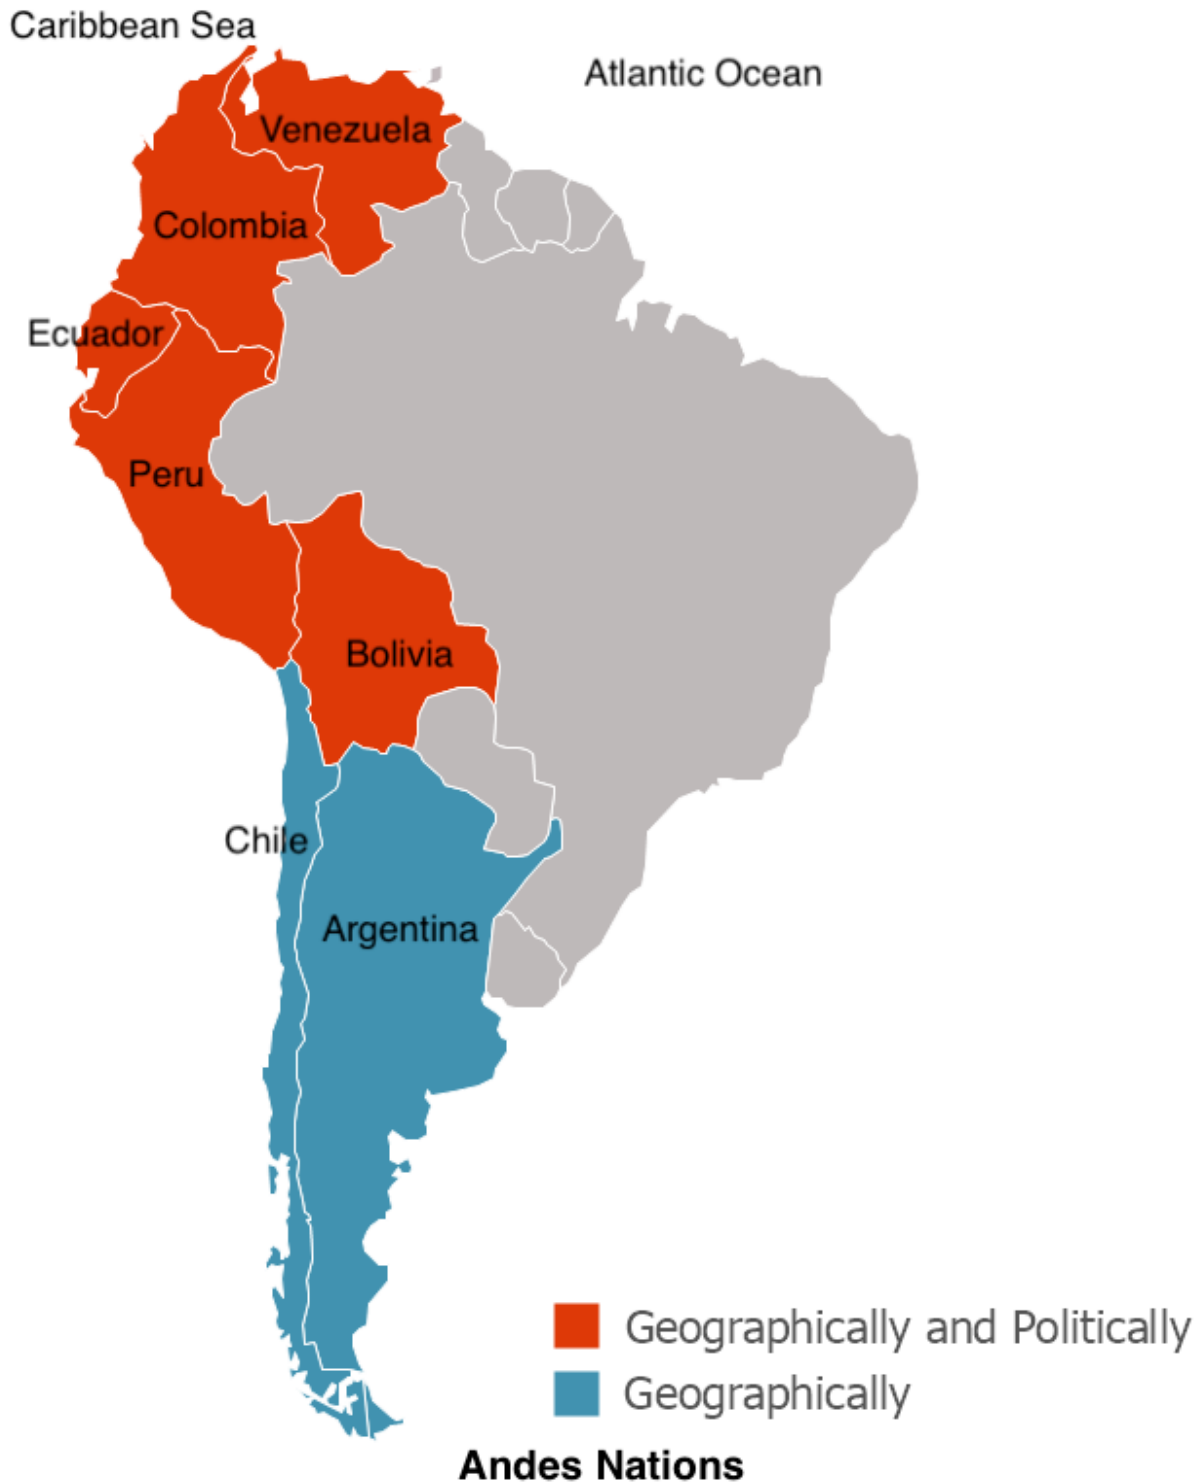 Caribbean Sea
Atlantic Ocean
Venezuela
Colombia
Ecuador
Peru
Bolivia
Chile
Argentina
Geographically and Politically
Geographically
Andes Nations